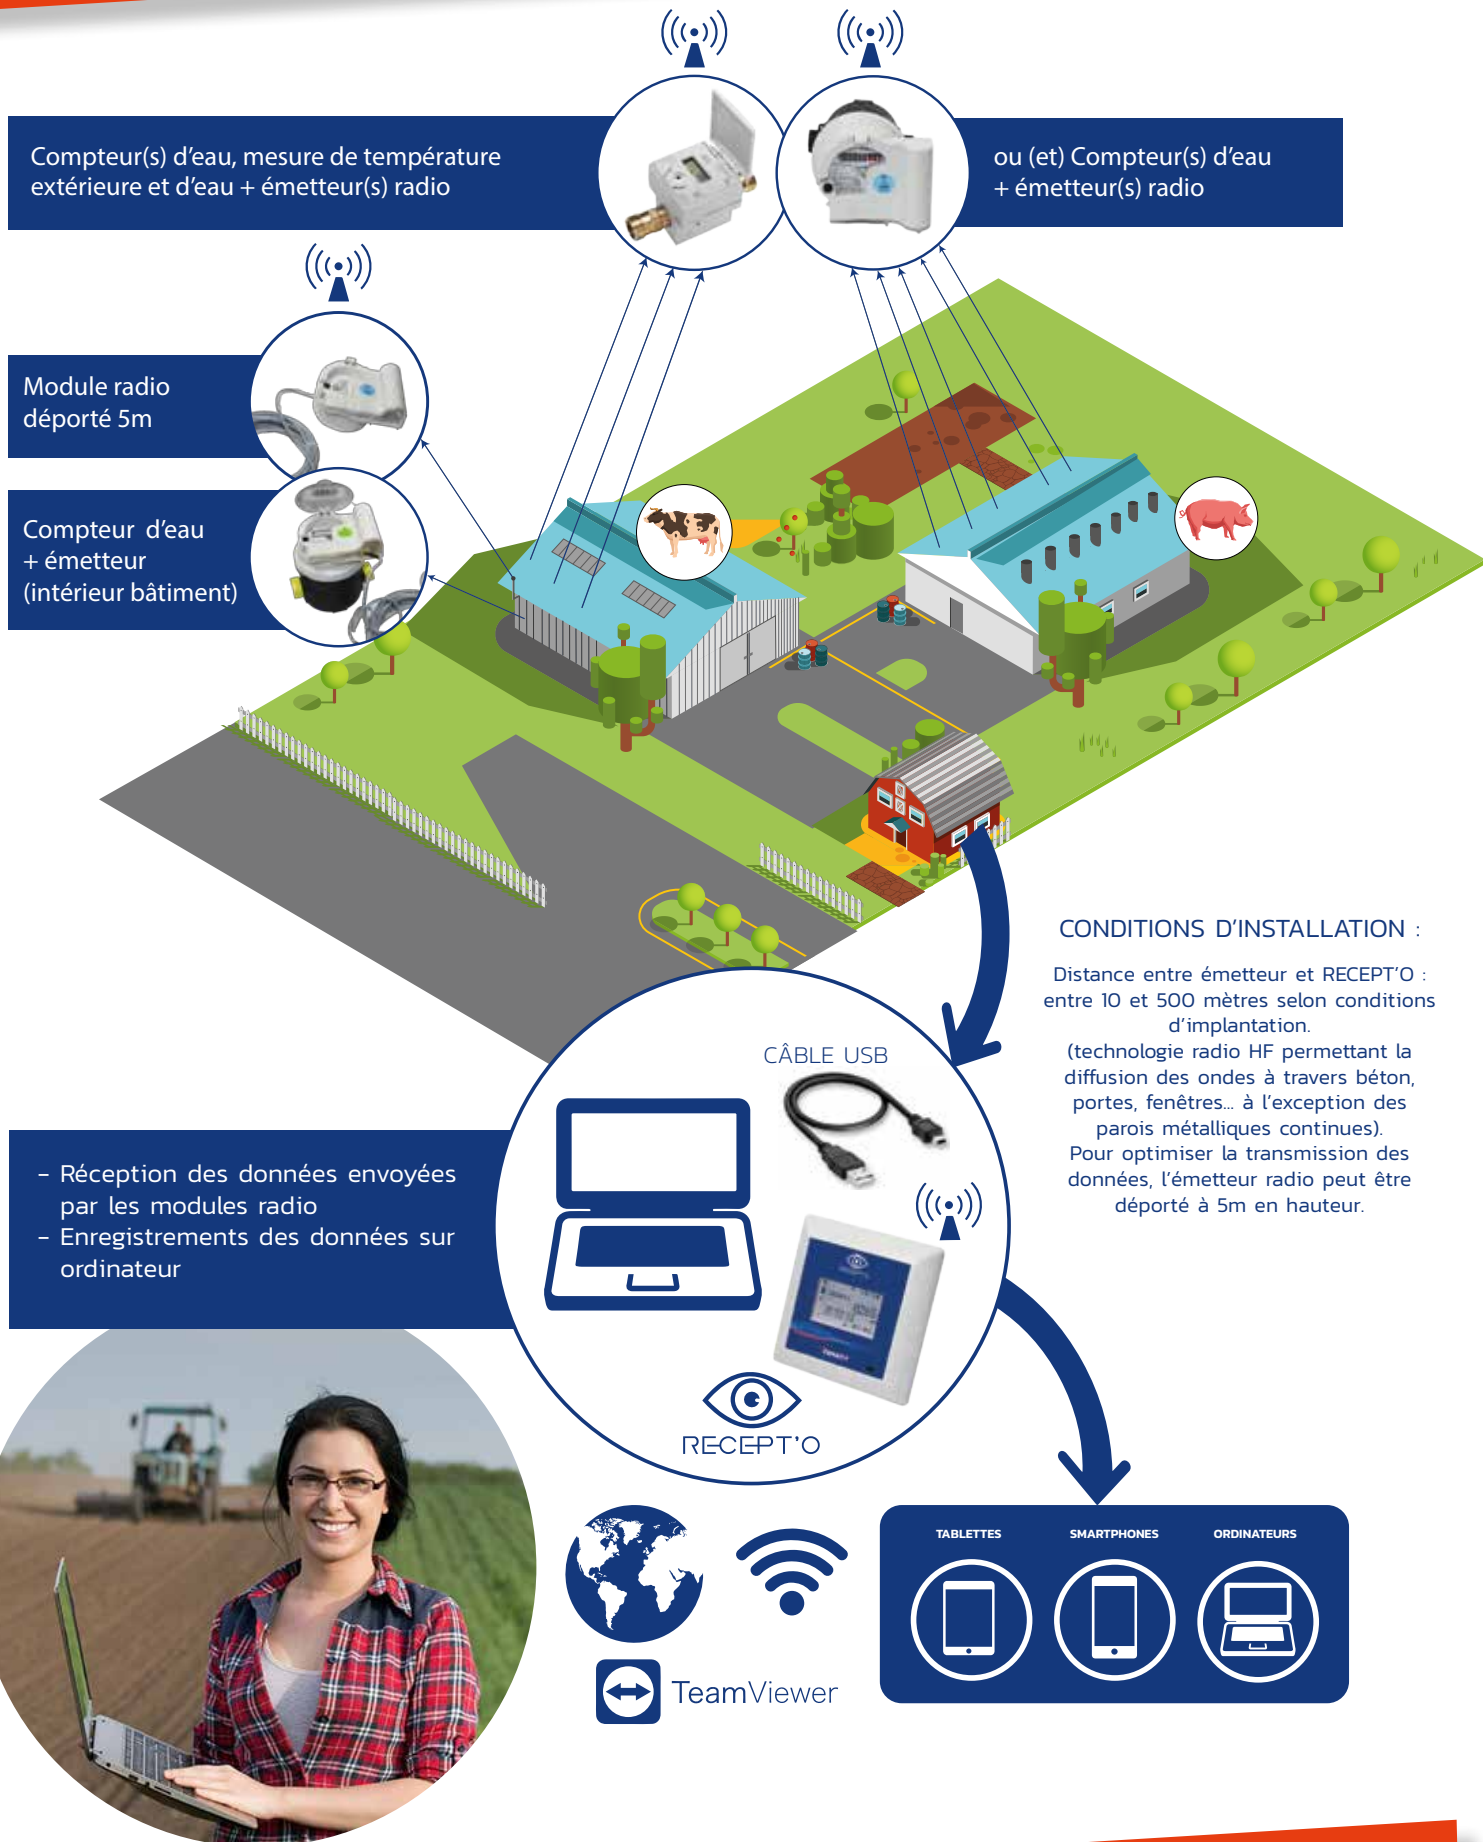 Compteur(s) d'eau, mesure de température
extérieure et d'eau + émetteur(s) radio
ou (et) Compteur(s) d'eau
+ émetteur(s) radio
Module radio
déporté 5m
Compteur d'eau
+ émetteur
(intérieur bâtiment)
CONDITIONS D'INSTALLATION :
Distance entre émetteur et RECEPT'O :
entre 10 et 500 mètres selon conditions
d'implantation.
(technologie radio HF permettant la
diffusion des ondes à travers béton,
portes, fenêtres... à l'exception des
parois métalliques continues).
Pour optimiser la transmission des
données, l'émetteur radio peut être
déporté à 5m en hauteur.
CÂBLE USB
- Réception des données envoyées
par les modules radio
- Enregistrements des données sur
ordinateur
RECEPT'O
TABLETTES
SMARTPHONES
ORDINATEURS
TeamViewer